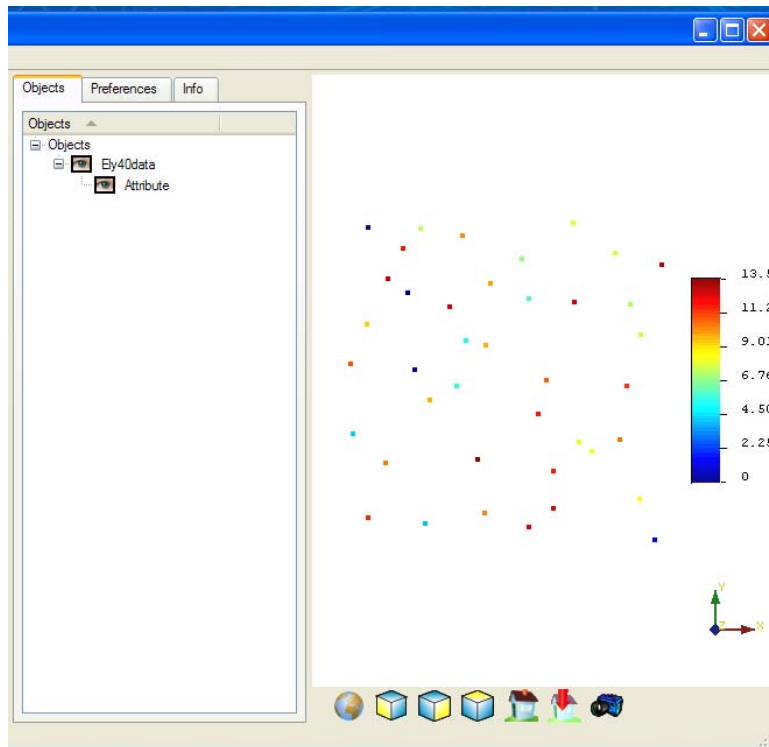 Objects Preferences Info
Objects
Objects
Ely40data
Attribute
13.5
11.2
9.01
6.76
4.50
2.25
0
Y
Z X